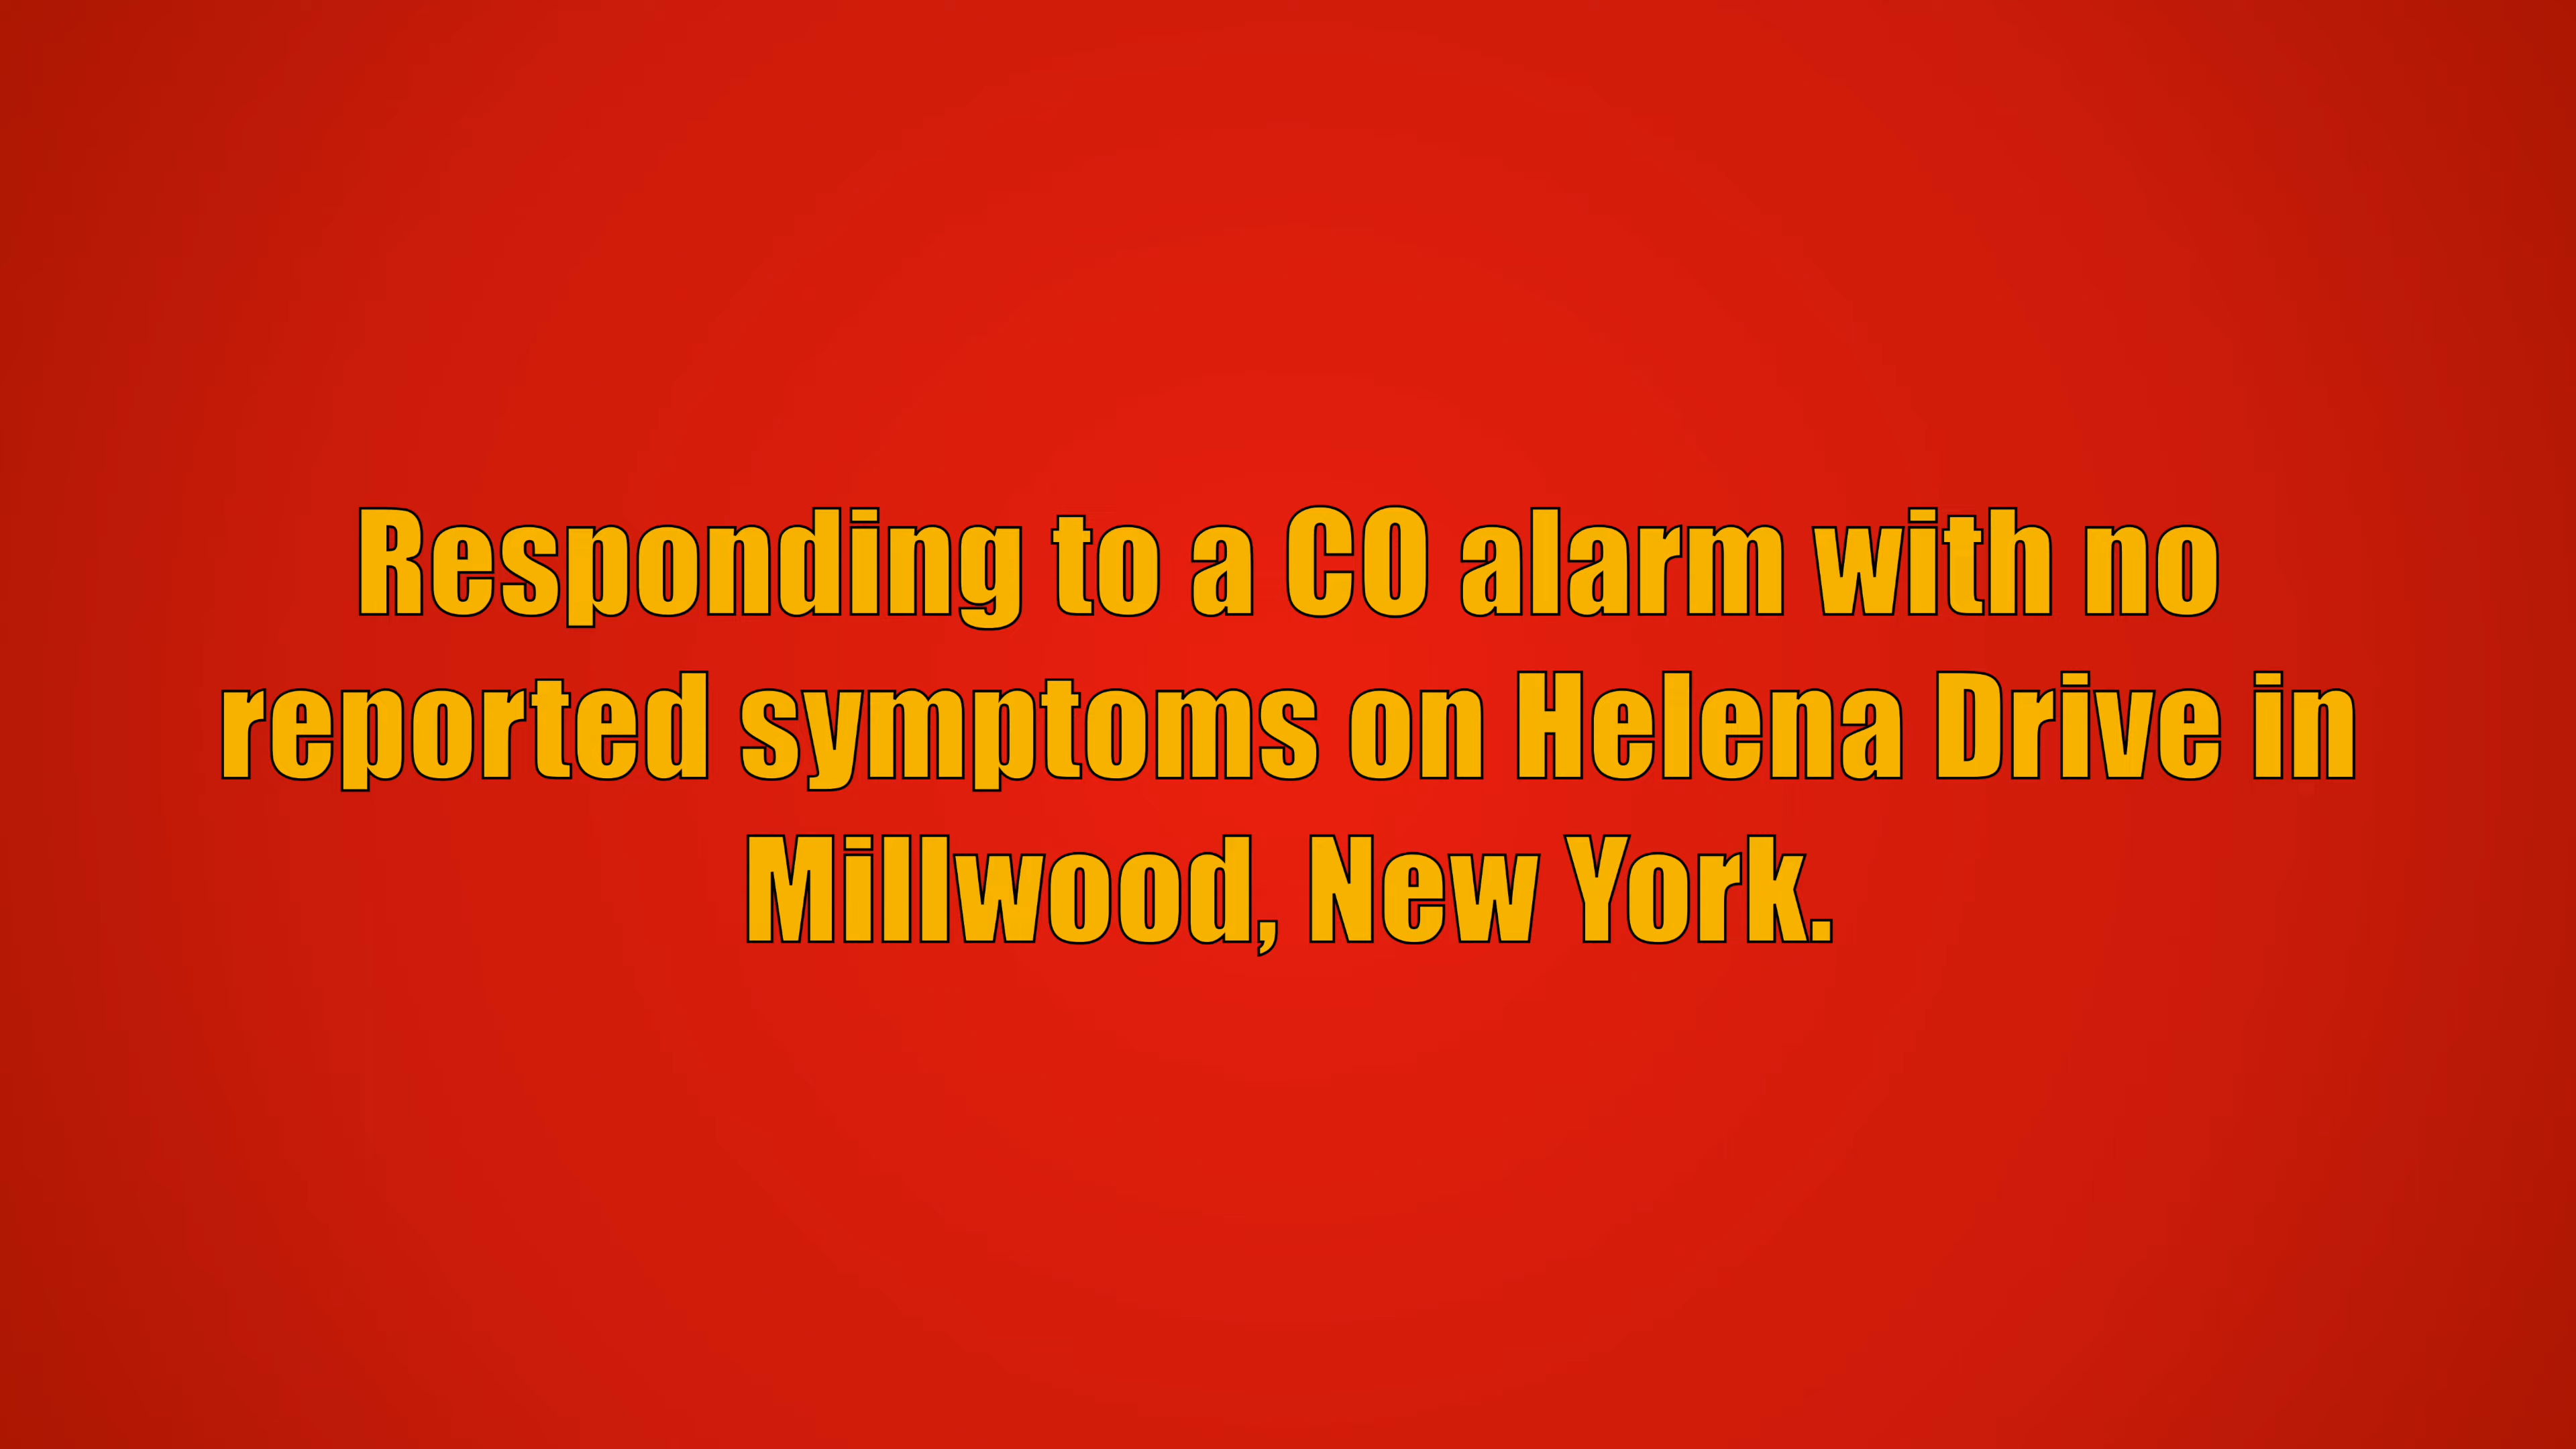 Responding to a CO alarm with no
reported symptoms on Helena Drive in
Millwood, New York.